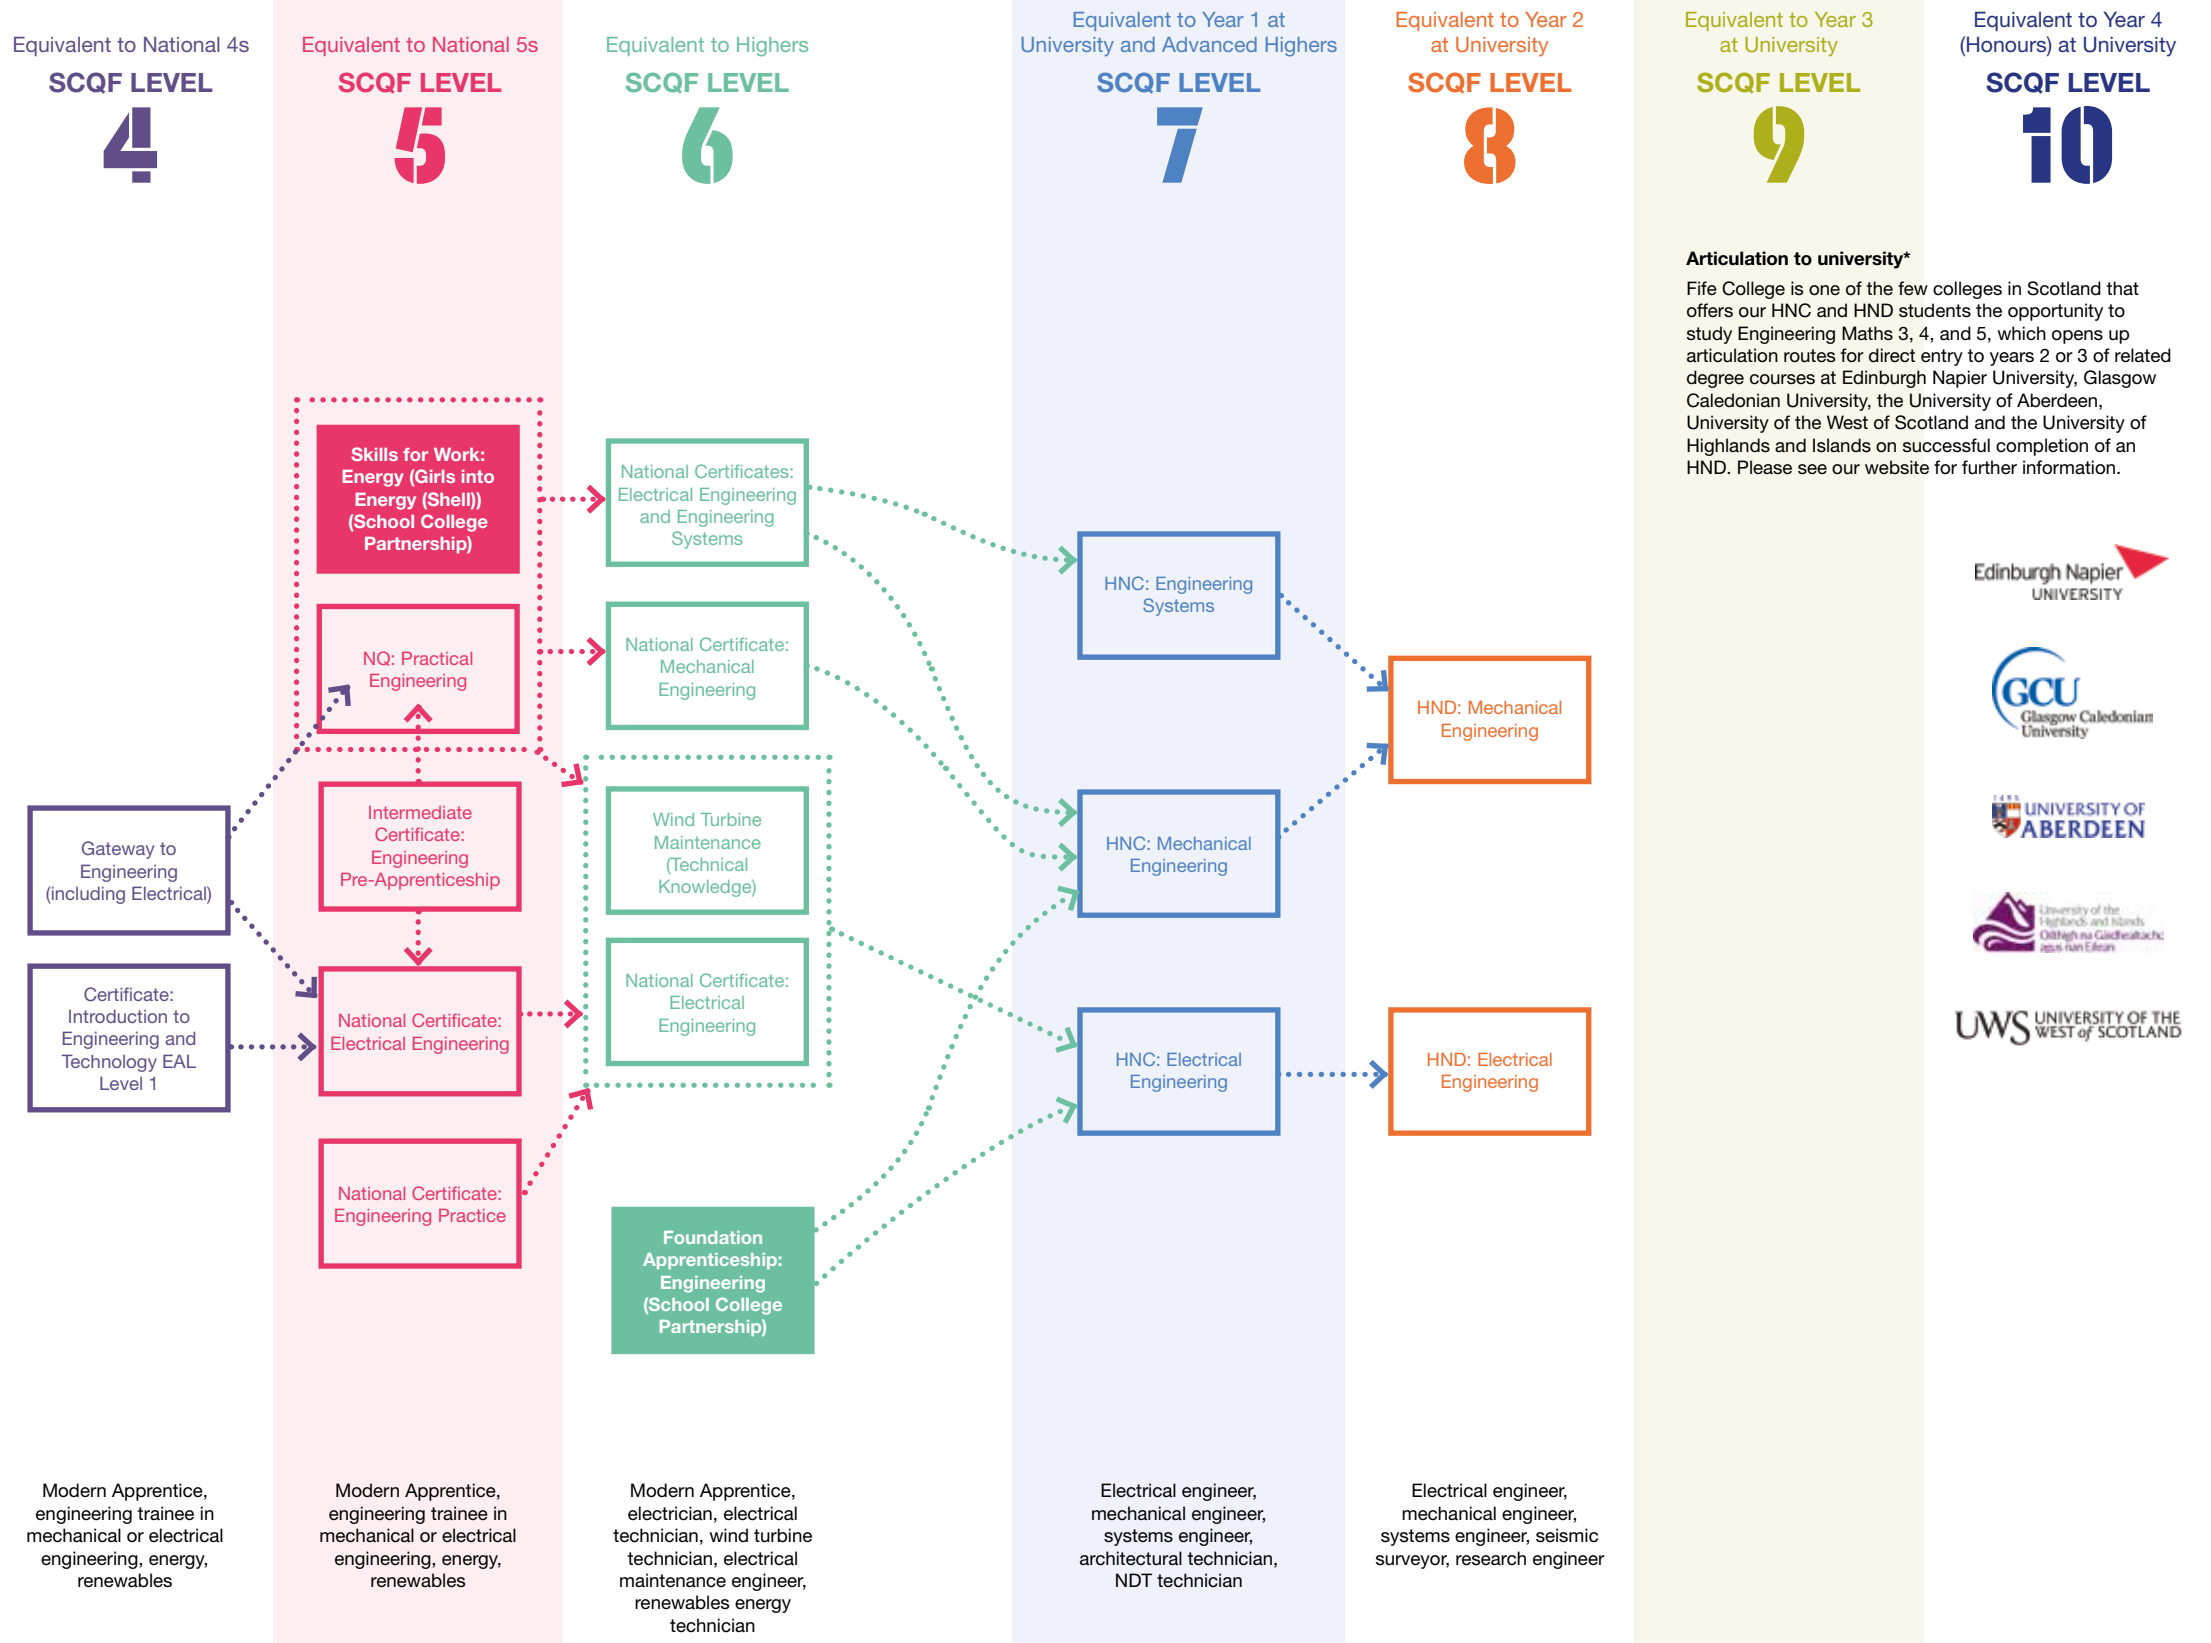 Equivalent to National 4s
SCQF LEVEL
4
Equivalent to National 5s
SCQF LEVEL
5
Equivalent to Highers
SCQF LEVEL
6
Equivalent to Year 1 at
University and Advanced Highers
SCQF LEVEL
7
Equivalent to Year 2
at University
SCQF LEVEL
8
Equivalent to Year 3
at University
SCQF LEVEL
9
Equivalent to Year 4
(Honours) at University
SCQF LEVEL
10
Articulation to university*
Fife College is one of the few colleges in Scotland that
offers our HNC and HND students the opportunity to
study Engineering Maths 3, 4, and 5, which opens up
articulation routes for direct entry to years 2 or 3 of related
degree courses at Edinburgh Napier University, Glasgow
Caledonian University, the University of Aberdeen,
University of the West of Scotland and the University of
Highlands and Islands on successful completion of an
HND. Please see our website for further information.
Gateway to
Engineering
(including Electrical)
Certificate:
Introduction to
Engineering and
Technology EAL
Level 1
Skills for Work:
Energy (Girls into
Energy (Shell))
(School College
Partnership)
NQ: Practical
Engineering
Intermediate
Certificate:
Engineering
Pre-Apprenticeship
National Certificate:
Electrical Engineering
National Certificate:
Engineering Practice
National Certificates:
Electrical Engineering
and Engineering
Systems
National Certificate:
Mechanical
Engineering
Wind Turbine
Maintenance
(Technical
Knowledge)
National Certificate:
Electrical
Engineering
Foundation
Apprenticeship:
Engineering
(School College
Partnership)
HNC: Engineering
Systems
HNC: Mechanical
Engineering
HNC: Electrical
Engineering
HND: Mechanical
Engineering
HND: Electrical
Engineering
Edinburgh Napier
UNIVERSITY
GCU
Glasgow Caledonian
University
1495
UNIVERSITY OF
ABERDEEN
University of the
Highlands and Islands
Oilthigh na Gàidhealtachd
agus nan Eilean
UWS UNIVERSITY OF THE
WEST of SCOTLAND
Modern Apprentice,
engineering trainee in
mechanical or electrical
engineering, energy,
renewables
Modern Apprentice,
engineering trainee in
mechanical or electrical
engineering, energy,
renewables
Modern Apprentice,
electrician, electrical
technician, wind turbine
technician, electrical
maintenance engineer,
renewables energy
technician
Electrical engineer,
mechanical engineer,
systems engineer,
architectural technician,
NDT technician
Electrical engineer,
mechanical engineer,
systems engineer, seismic
surveyor, research engineer